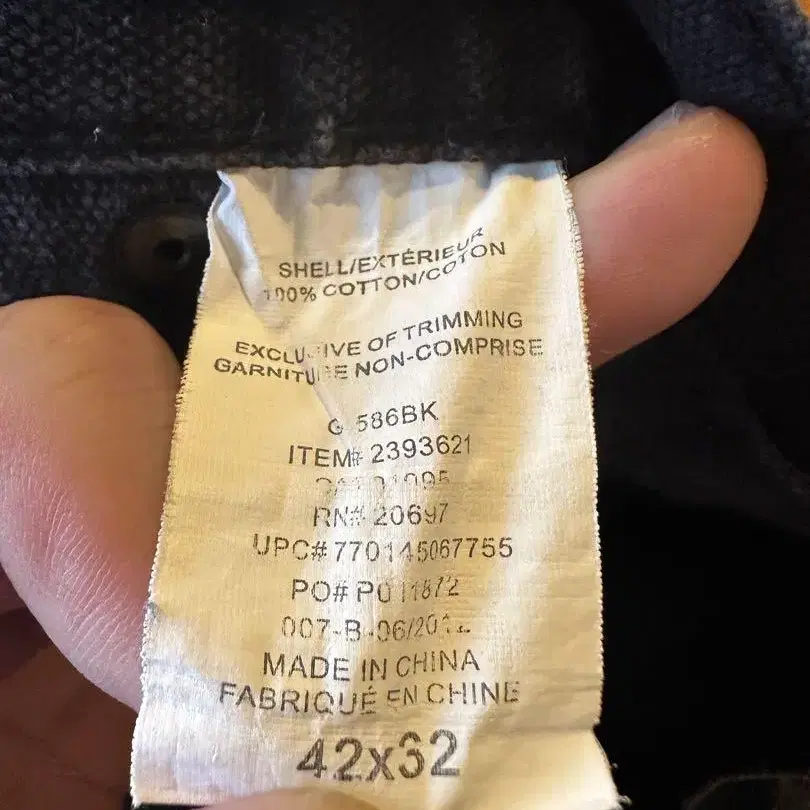 SHELL/EXTÉRIEUR
100% COTTON/COTON
EXCLUSIVE OF TRIMMING
GARNITURE NON-COMPRISE
586BK
ITEM# 2393621
RN# 20697
UPC# 770145067755
PO#
MADE IN CHINA
FABRIQUÉ EN CHINE
42x32